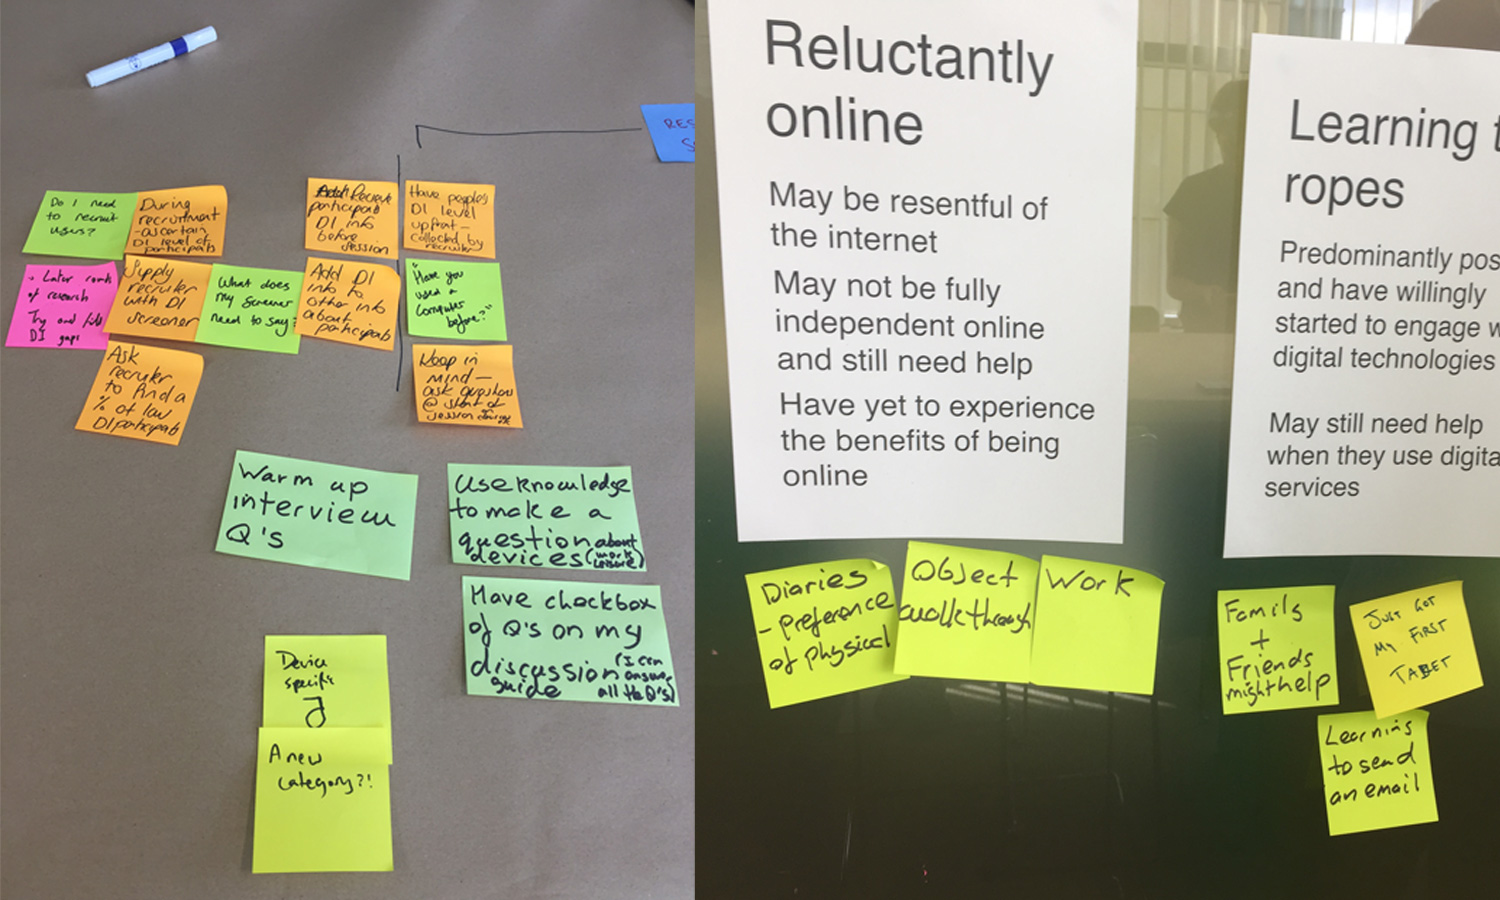 RES
Do I need
to recruit
users?
During
recruitment
- ascertain
DI level of
participants
Recruit
participants
DI info
before
session
Have people's
DI level
upfront -
collected by
recruiter
Later
of research
Try and find
DI gaps
Supply
recruiter
with DI
screener
What does
my screener
need to say?
Add DI
info to
other info
about
participants
"Have you
used a
computer
before?"
Ask
recruiter
to find a
% of low
DI participants
Keep in
mind -
ask questions
@ start of
session
Warm up
interview
Q's
Use knowledge
to make a
question about
devices (work
leisure)
Have checkbox
of Q's on my
discussion (I can
guide answer
all the Q's)
Device
specific
A new
category?!
Reluctantly
online
May be resentful of
the internet
May not be fully
independent online
and still need help
Have yet to experience
the benefits of being
online
Diaries
- preference
of physical
Object
walkthrough
Work
Learning t
ropes
Predominantly pos
and have willingly
started to engage w
digital technologies
May still need help
when they use digita
services
Family
+
Friends
might help
JUST GOT
MY FIRST
TABLET
Learning
to send
an email